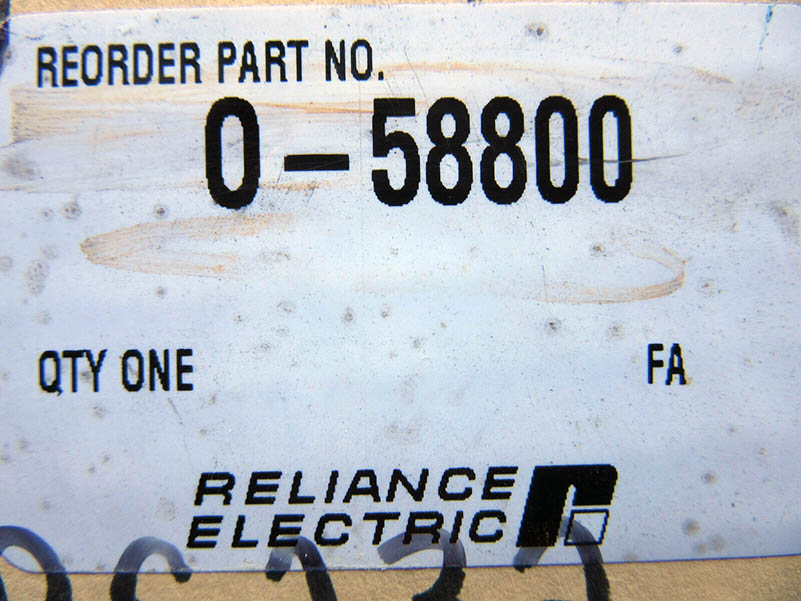 REORDER PART NO.
0-58800
QTY ONE FA
RELIANCE
ELECTRIC